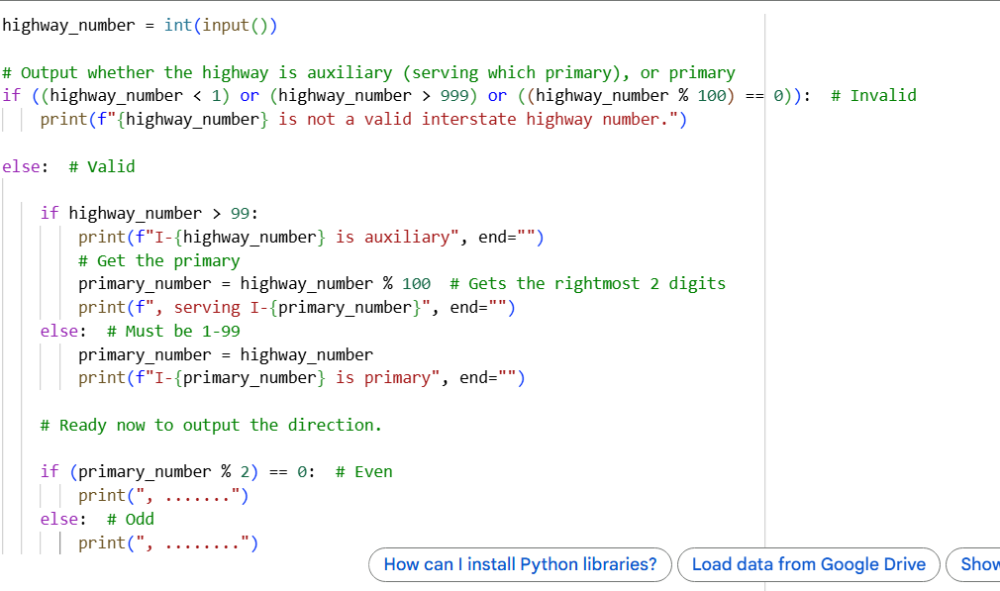 highway_number = int(input())
# Output whether the highway is auxiliary (serving which primary), or primary
if ((highway_number < 1) or (highway_number > 999) or ((highway_number % 100) == 0)):  # Invalid
    print(f"{highway_number} is not a valid interstate highway number.")
else:  # Valid
    if highway_number > 99:
        print(f"I-{highway_number} is auxiliary", end="")
        # Get the primary
        primary_number = highway_number % 100  # Gets the rightmost 2 digits
        print(f", serving I-{primary_number}", end="")
    else:  # Must be 1-99
        primary_number = highway_number
        print(f"I-{primary_number} is primary", end="")
    # Ready now to output the direction.
    if (primary_number % 2) == 0:  # Even
        print(", .......")
    else:  # Odd
        print(", ........")
How can I install Python libraries? Load data from Google Drive Show